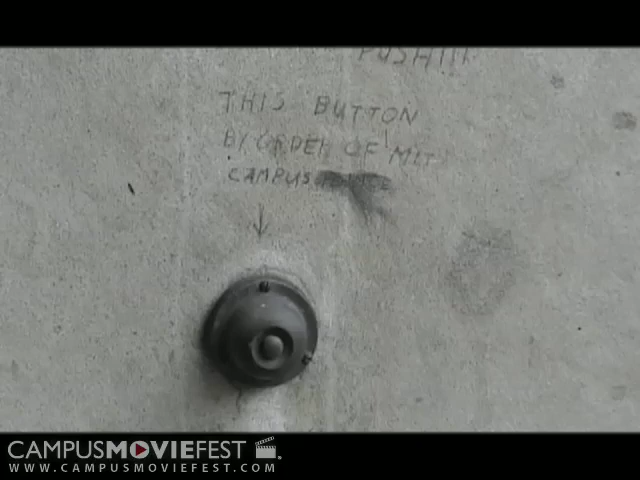 PUSH!!!
THIS BUTTON
BY ORDER OF MIT
CAMPUS
CAMPUSMOVIEFEST
WWW.CAMPUSMOVIEFEST.COM